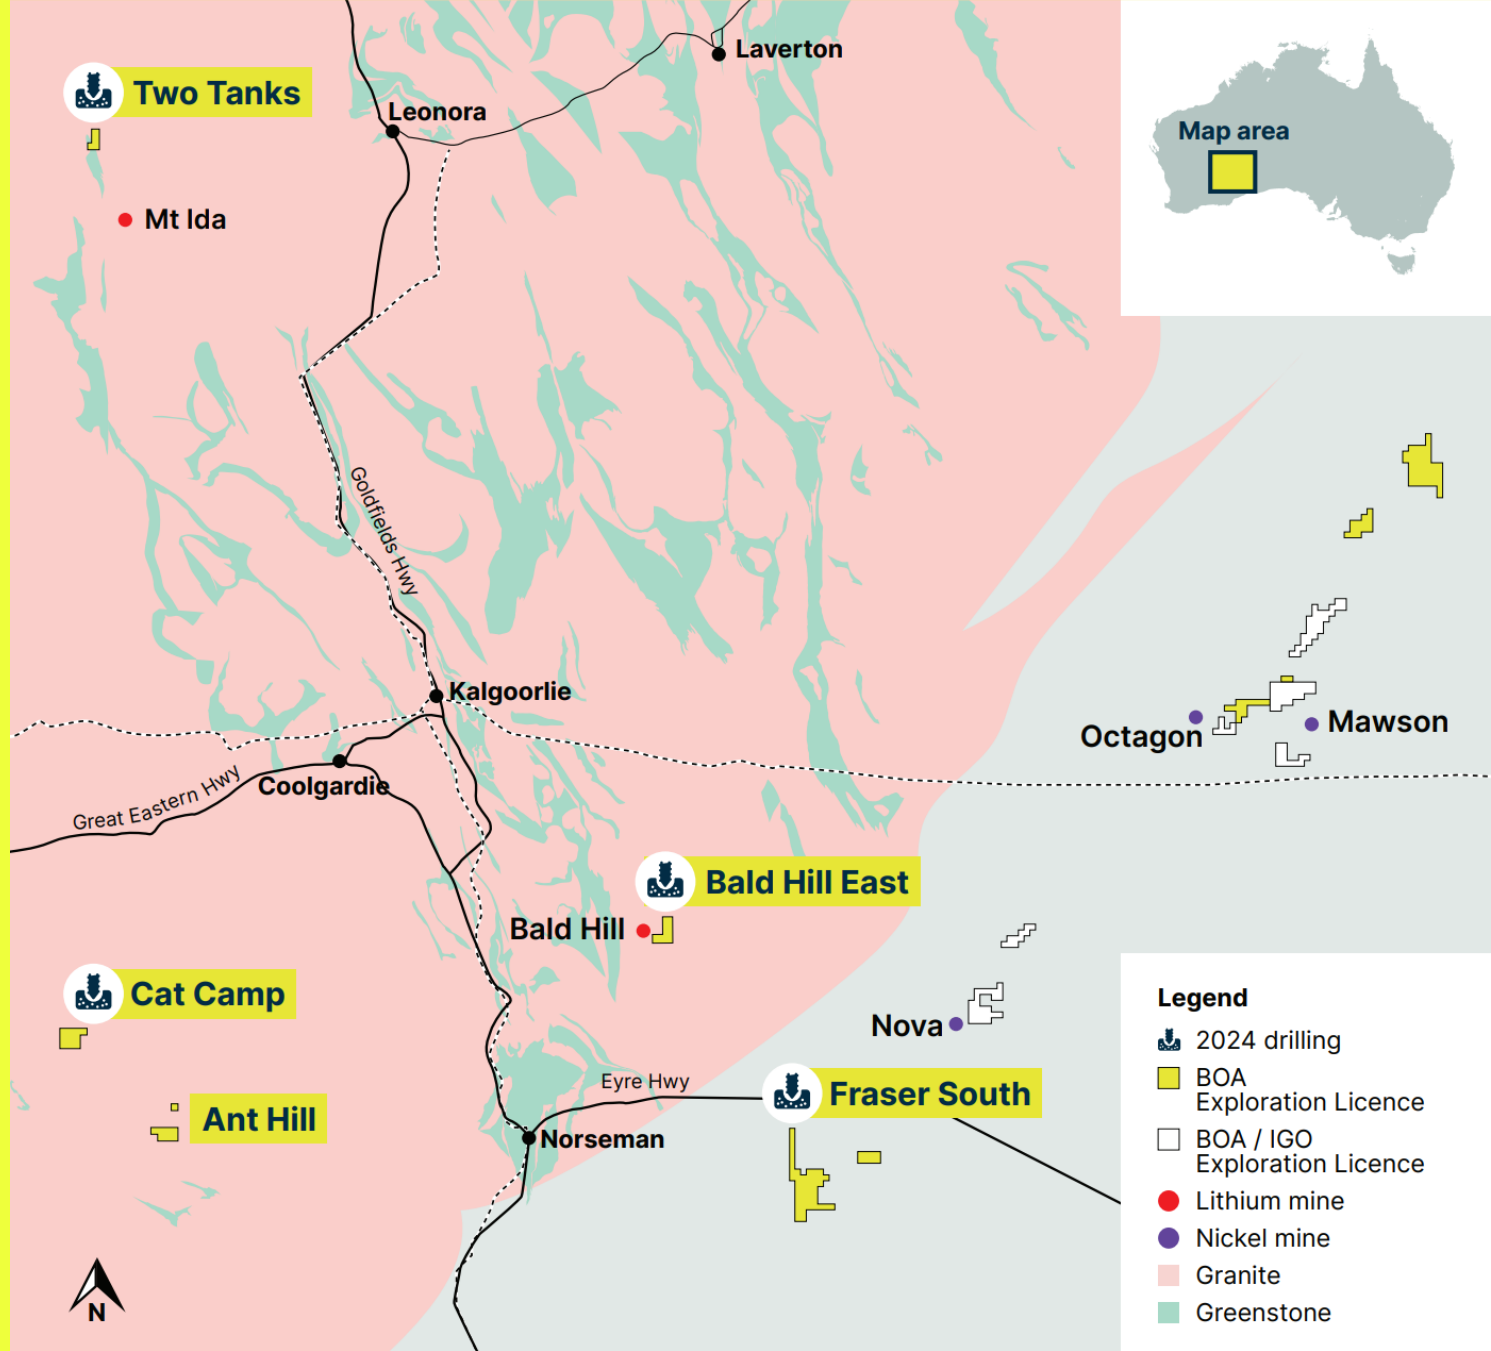 Laverton
Two Tanks
Leonora
Map area
Mt Ida
Goldfields Hwy
Kalgoorlie
Octagon
Mawson
Great Eastern Hwy
Coolgardie
Bald Hill East
Bald Hill
Cat Camp
Nova
Eyre Hwy
Fraser South
Ant Hill
Norseman
N
Legend
2024 drilling
BOA
Exploration Licence
BOA / IGO
Exploration Licence
Lithium mine
Nickel mine
Granite
Greenstone